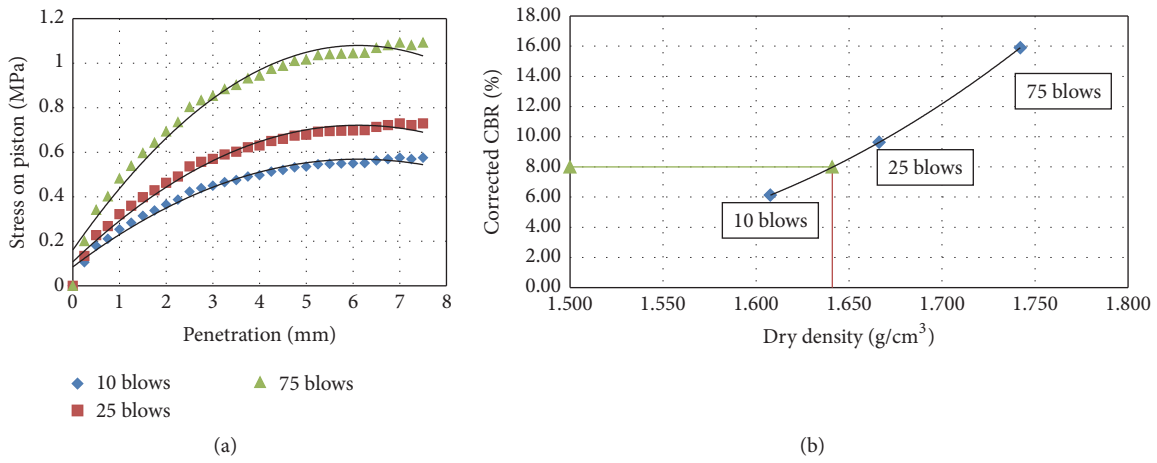 1.2
1
0.8
0.6
0.4
0.2
0
Stress on piston (MPa)
0 1 2 3 4 5 6 7 8
Penetration (mm)
10 blows
75 blows
25 blows
(a)
18.00
16.00
14.00
12.00
10.00
8.00
6.00
4.00
2.00
0.00
Corrected CBR (%)
75 blows
25 blows
10 blows
1.500 1.550 1.600 1.650 1.700 1.750 1.800
Dry density (g/cm³)
(b)